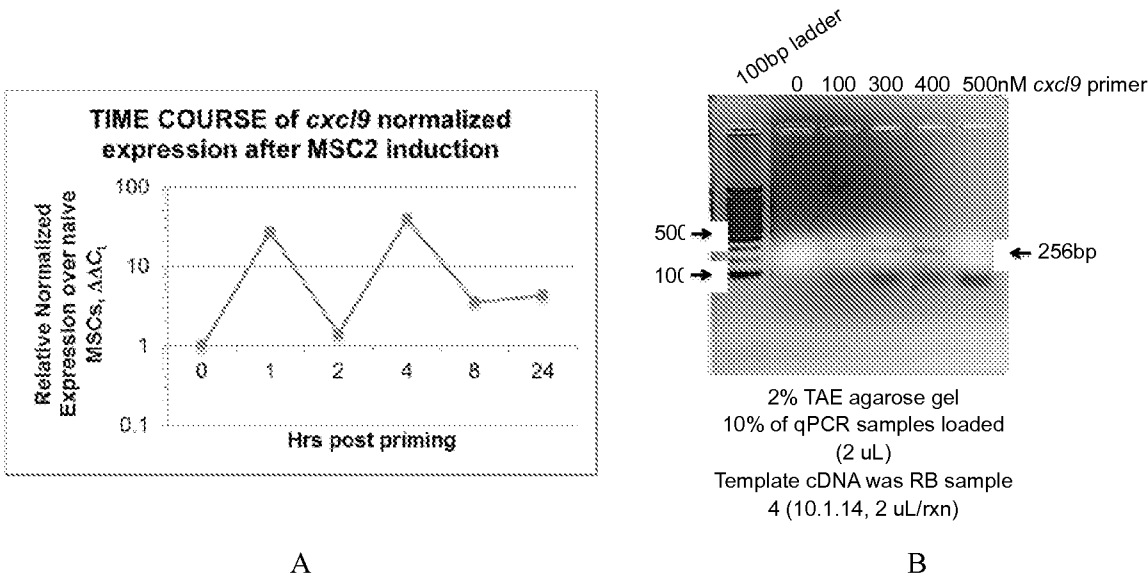 TIME COURSE of cxcl9 normalized
expression after MSC2 induction
Relative Normalized
Expression over naive
MSCs, ΔΔCt
100
10
1
0.1
0
1
2
4
8
24
Hrs post priming
A
100bp ladder
0 100 300 400 500nM cxcl9 primer
500
100
256bp
2% TAE agarose gel
10% of qPCR samples loaded
(2 uL)
Template cDNA was RB sample
4 (10.1.14, 2 uL/rxn)
B